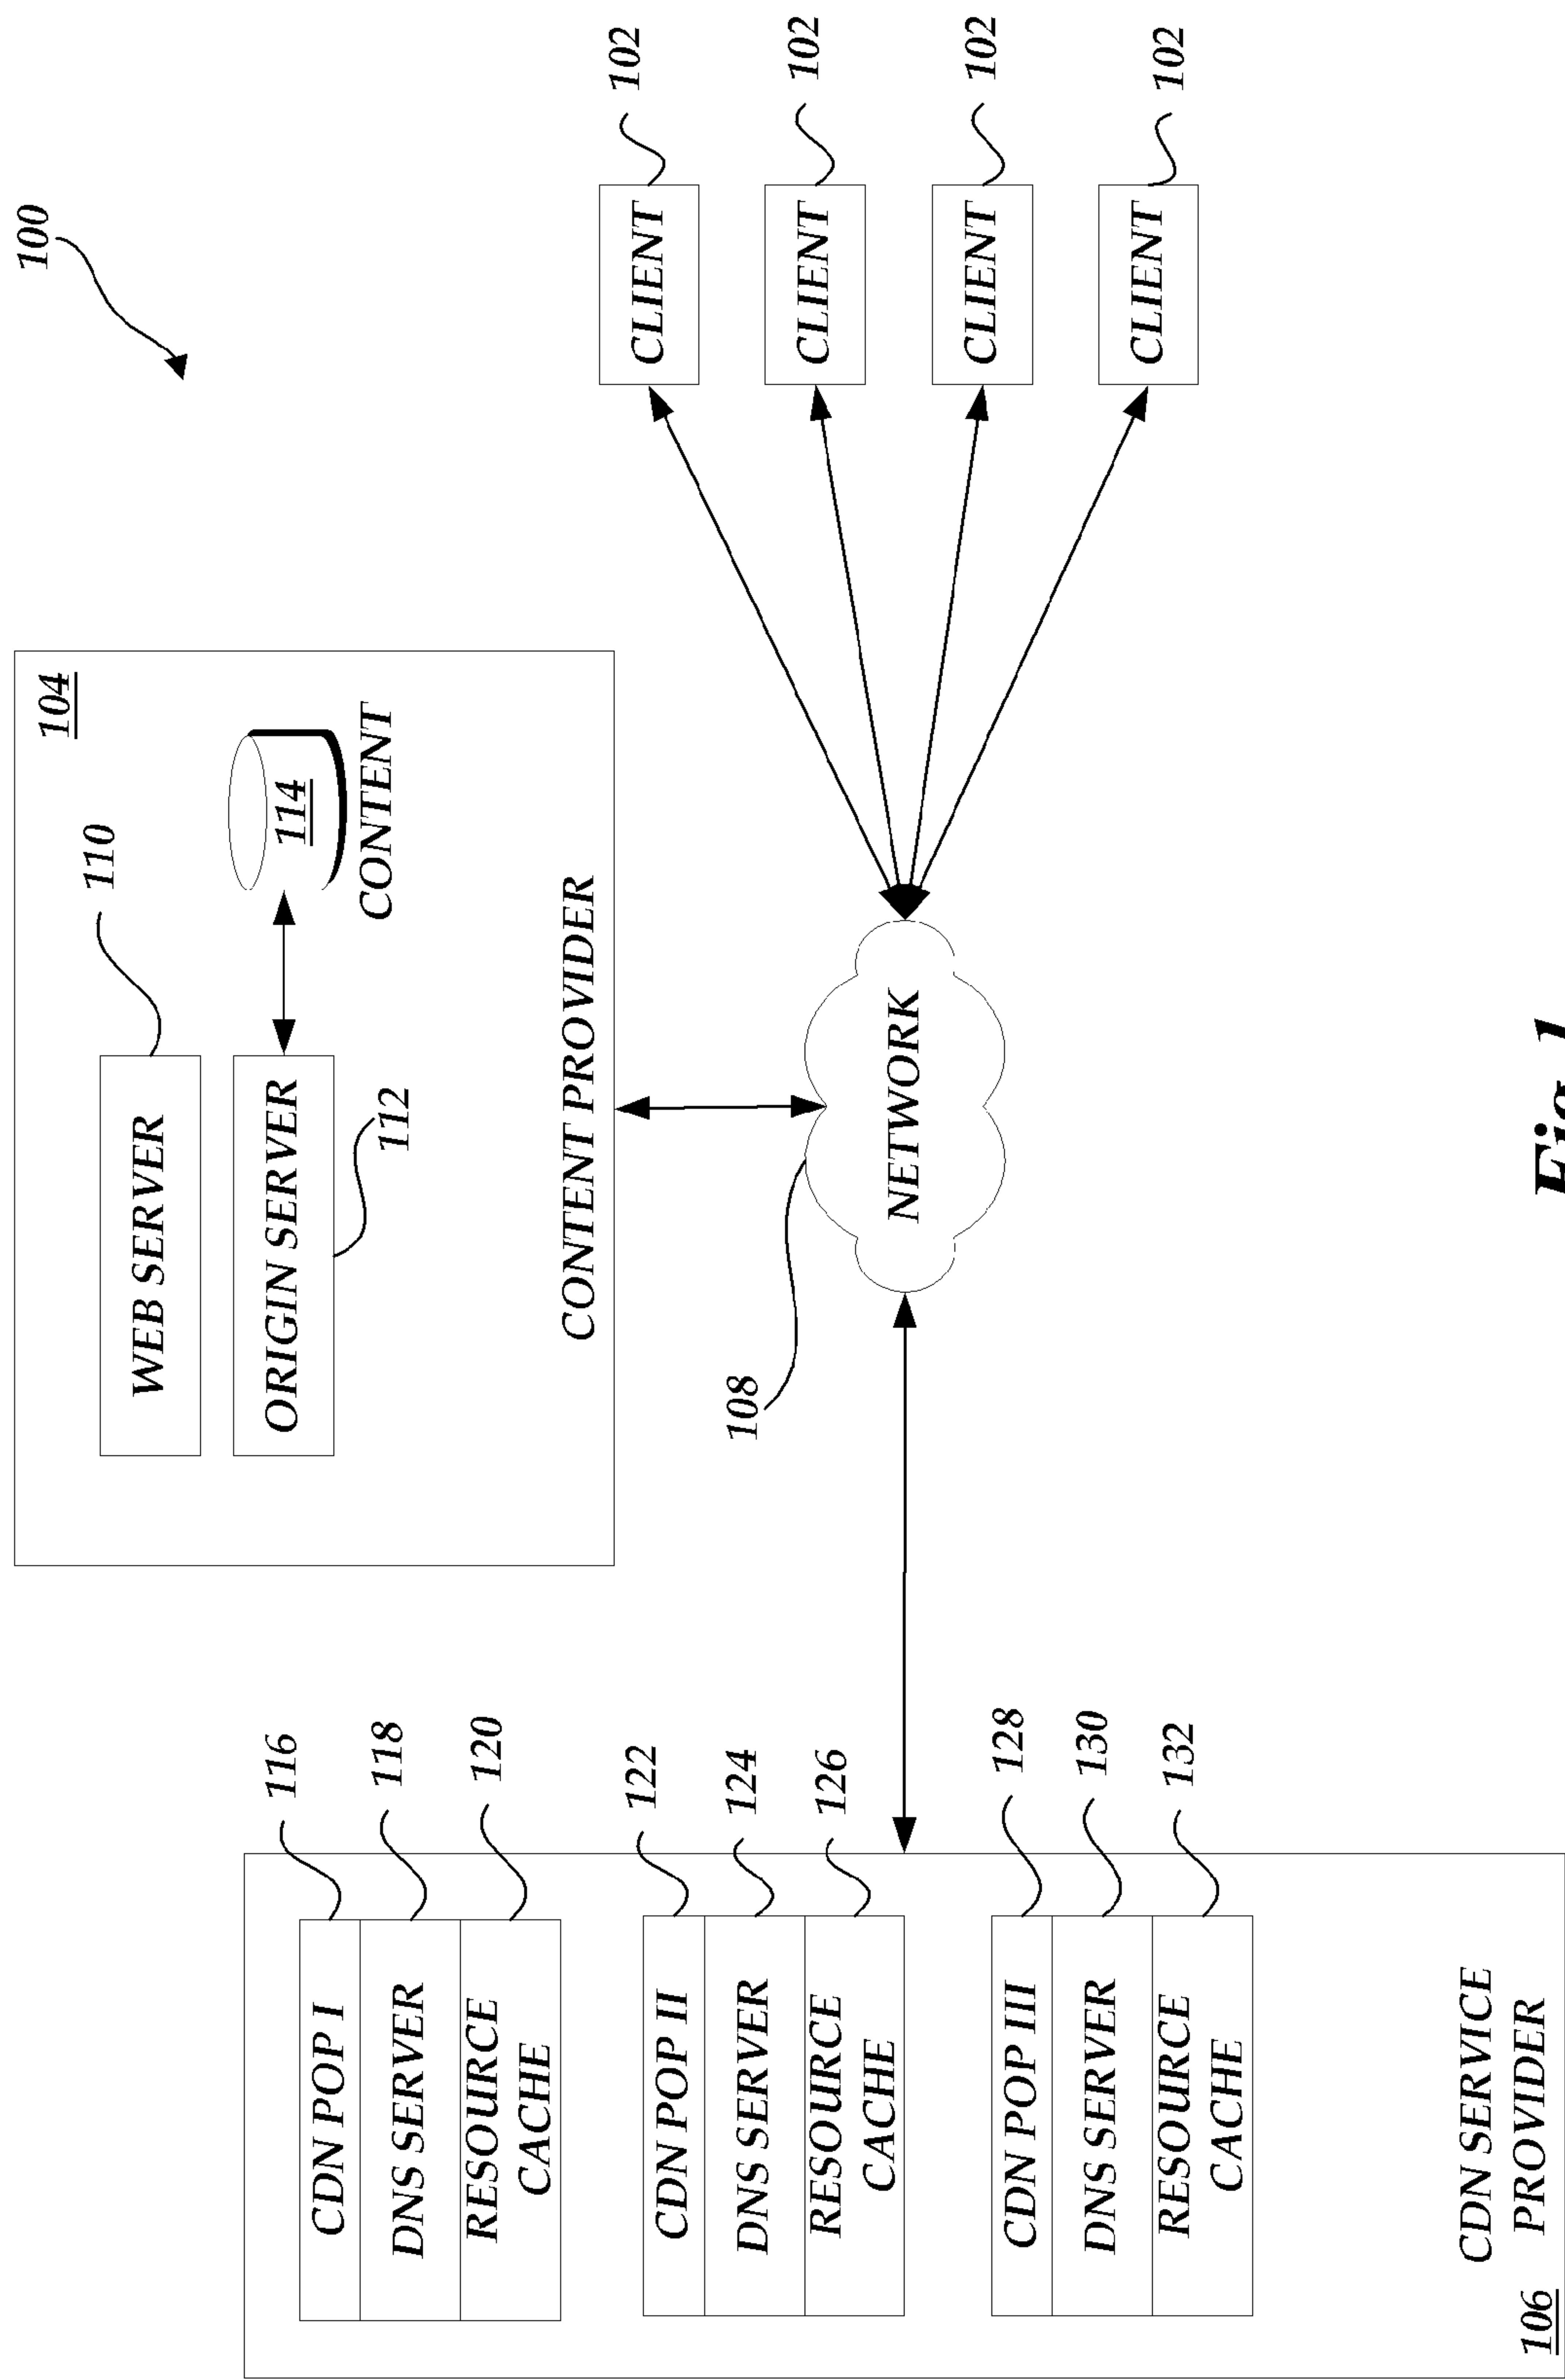 100
104
110
WEB SERVER
ORIGIN SERVER
112
114
CONTENT
CONTENT PROVIDER
116
CDN POP I
118
DNS SERVER
120
RESOURCE
CACHE
122
CDN POP II
124
DNS SERVER
126
RESOURCE
CACHE
128
CDN POP III
130
DNS SERVER
132
RESOURCE
CACHE
CDN SERVICE
PROVIDER
106
108
NETWORK
CLIENT
102
CLIENT
102
CLIENT
102
CLIENT
102
Fig. 1